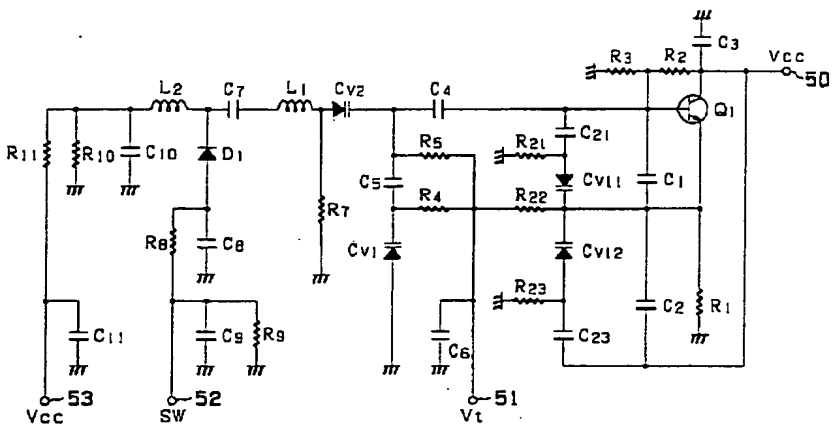 C3
R3
R2
Vcc
50
L2
C7
L1
CV2
C4
Q1
R11
R10
C10
D1
R5
R21
C21
C5
CV11
C1
R8
C8
R7
R4
R22
CV1
CV12
R23
C2
R1
C11
C9
R9
C6
C23
53
52
51
Vcc
SW
Vt